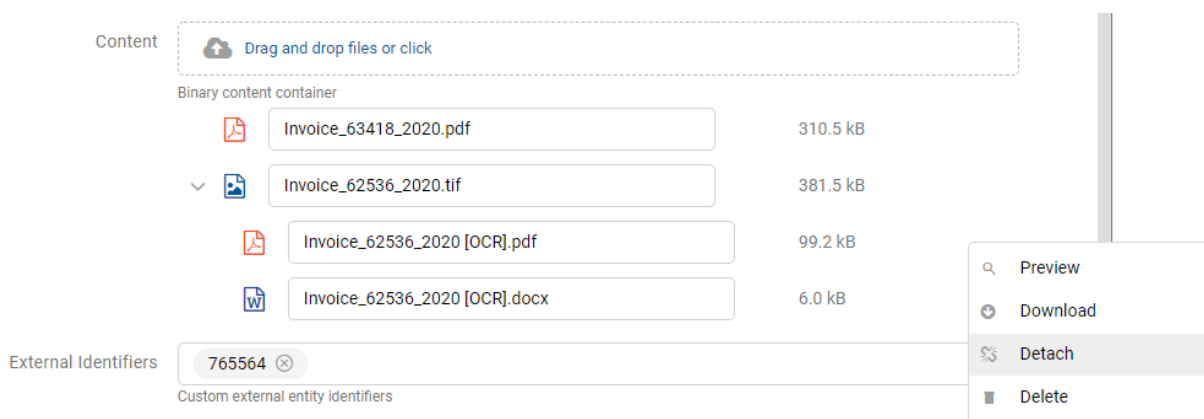 Content
Drag and drop files or click
Binary content container
Invoice_63418_2020.pdf 310.5 kB
Invoice_62536_2020.tif 381.5 kB
Invoice_62536_2020 [OCR].pdf 99.2 kB
W Invoice_62536_2020 [OCR].docx 6.0 kB
Preview
Download
Detach
Delete
External Identifiers 765564
Custom external entity identifiers